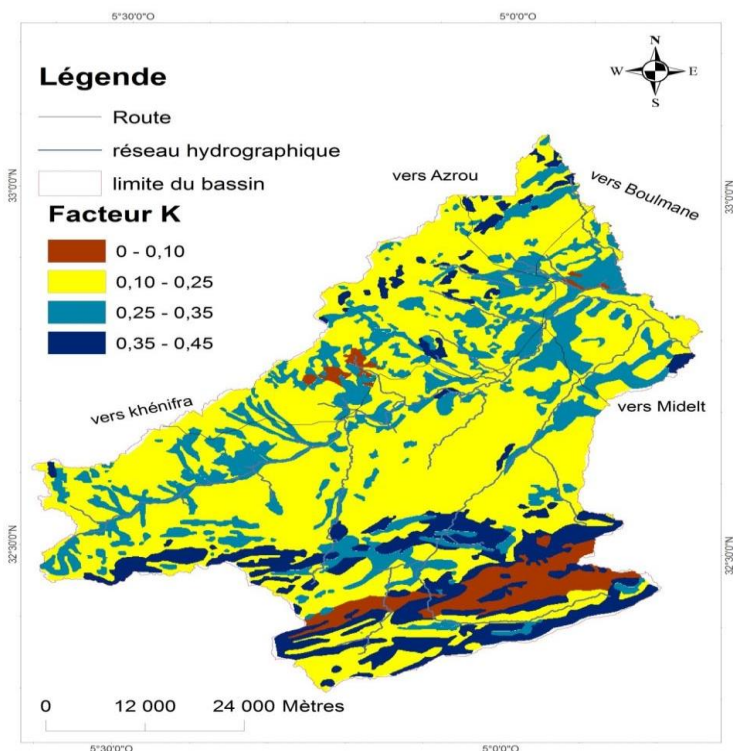 5°30'0"O
5°0'0"O
N
W
E
S
Légende
Route
réseau hydrographique
limite du bassin
Facteur K
0 - 0,10
0,10 - 0,25
0,25 - 0,35
0,35 - 0,45
vers Azrou
vers Boulmane
vers khénifra
vers Midelt
33°0'0"N
33°0'0"N
32°30'0"N
32°30'0"N
0
12 000
24 000 Mètres
5°30'0"O
5°0'0"O